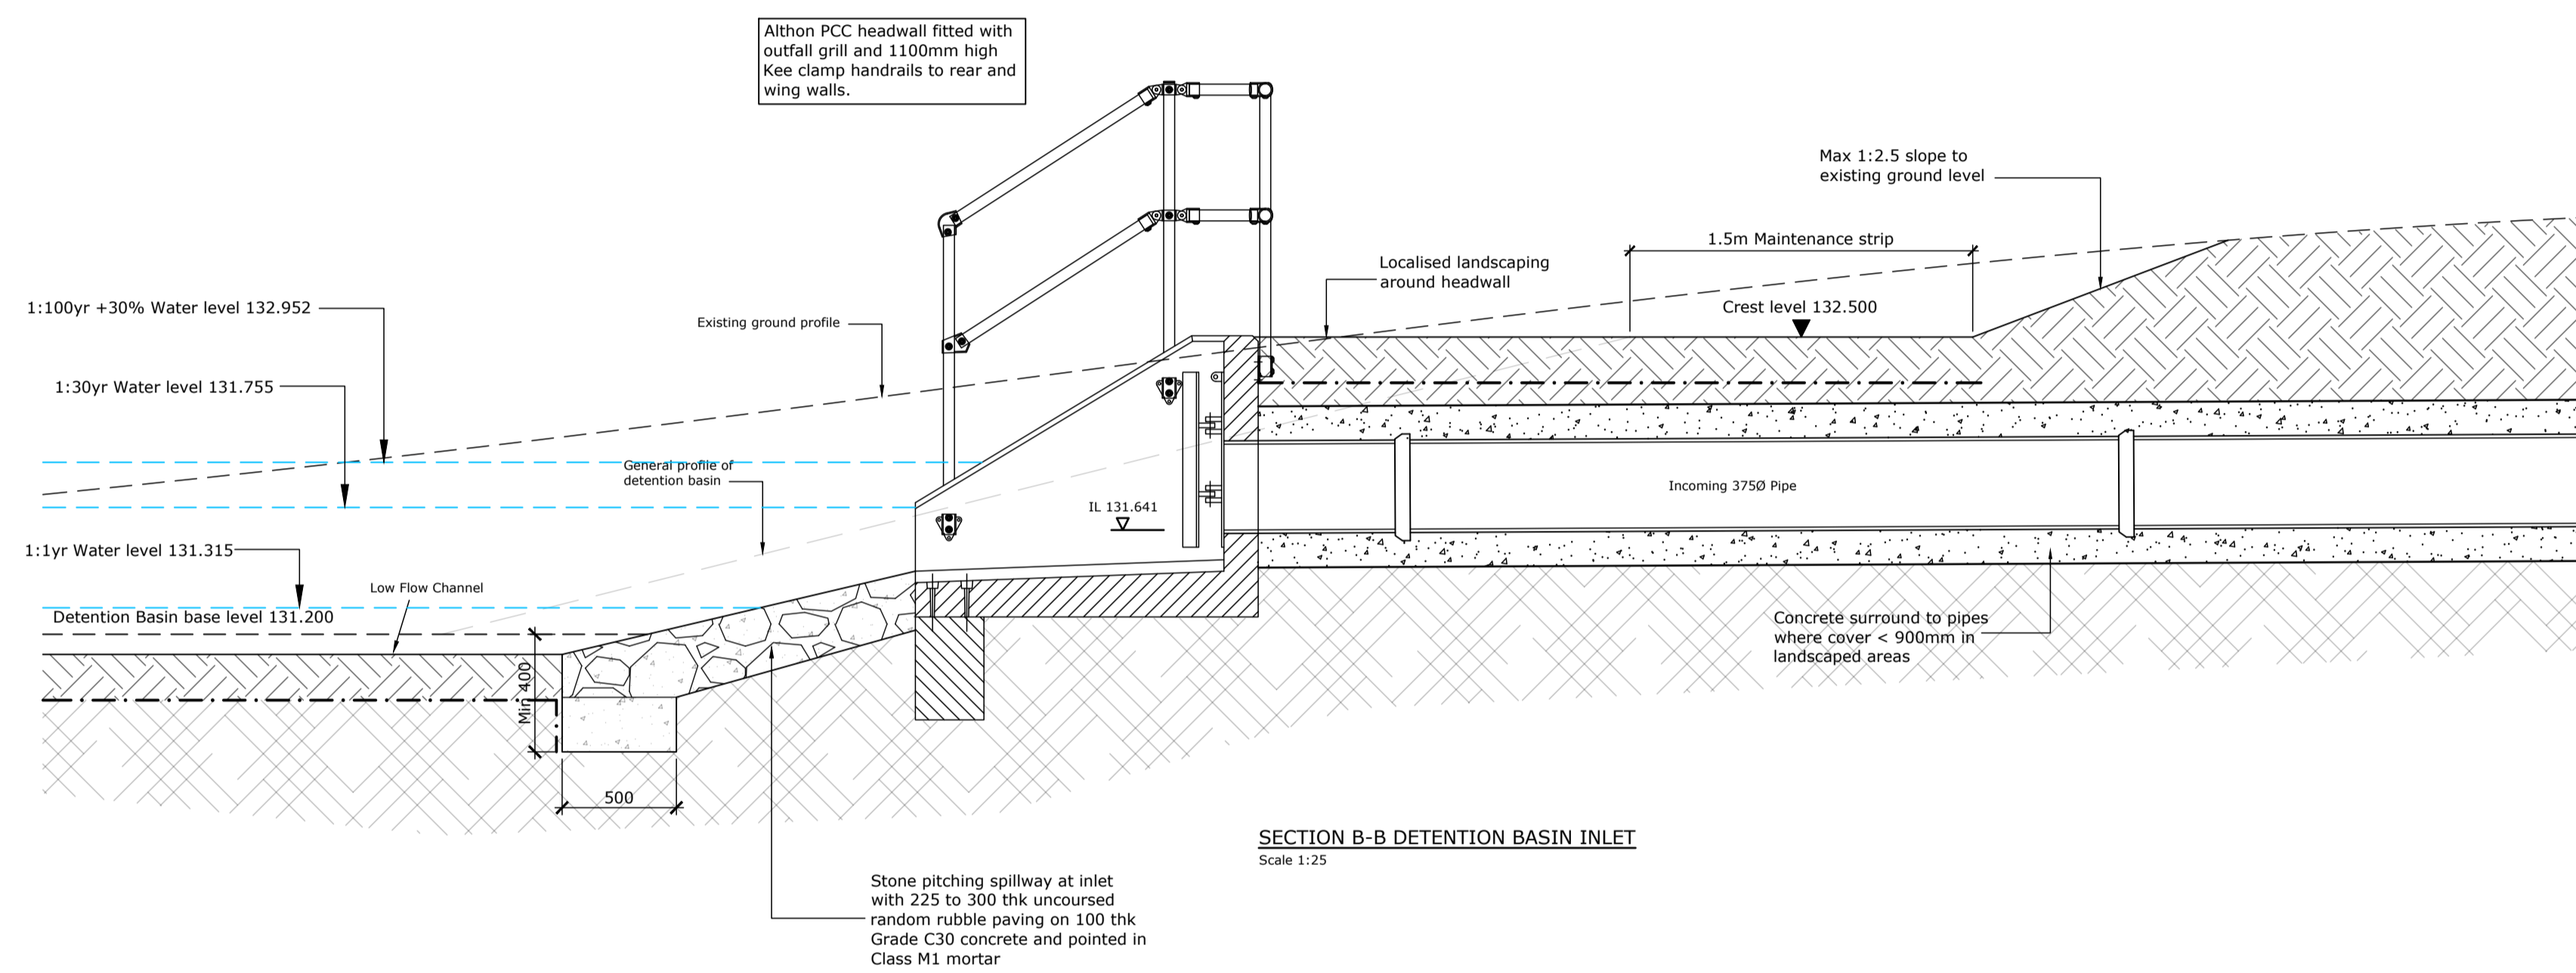 Althon PCC headwall fitted with
outfall grill and 1100mm high
Kee clamp handrails to rear and
wing walls.
Max 1:2.5 slope to
existing ground level
1.5m Maintenance strip
Localised landscaping
around headwall
Crest level 132.500
1:100yr +30% Water level 132.952
Existing ground profile
1:30yr Water level 131.755
General profile of
detention basin
IL 131.641
Incoming 375Ø Pipe
1:1yr Water level 131.315
Low Flow Channel
Detention Basin base level 131.200
Concrete surround to pipes
where cover < 900mm in
landscaped areas
Min 400
500
SECTION B-B DETENTION BASIN INLET
Scale 1:25
Stone pitching spillway at inlet
with 225 to 300 thk uncoursed
random rubble paving on 100 thk
Grade C30 concrete and pointed in
Class M1 mortar